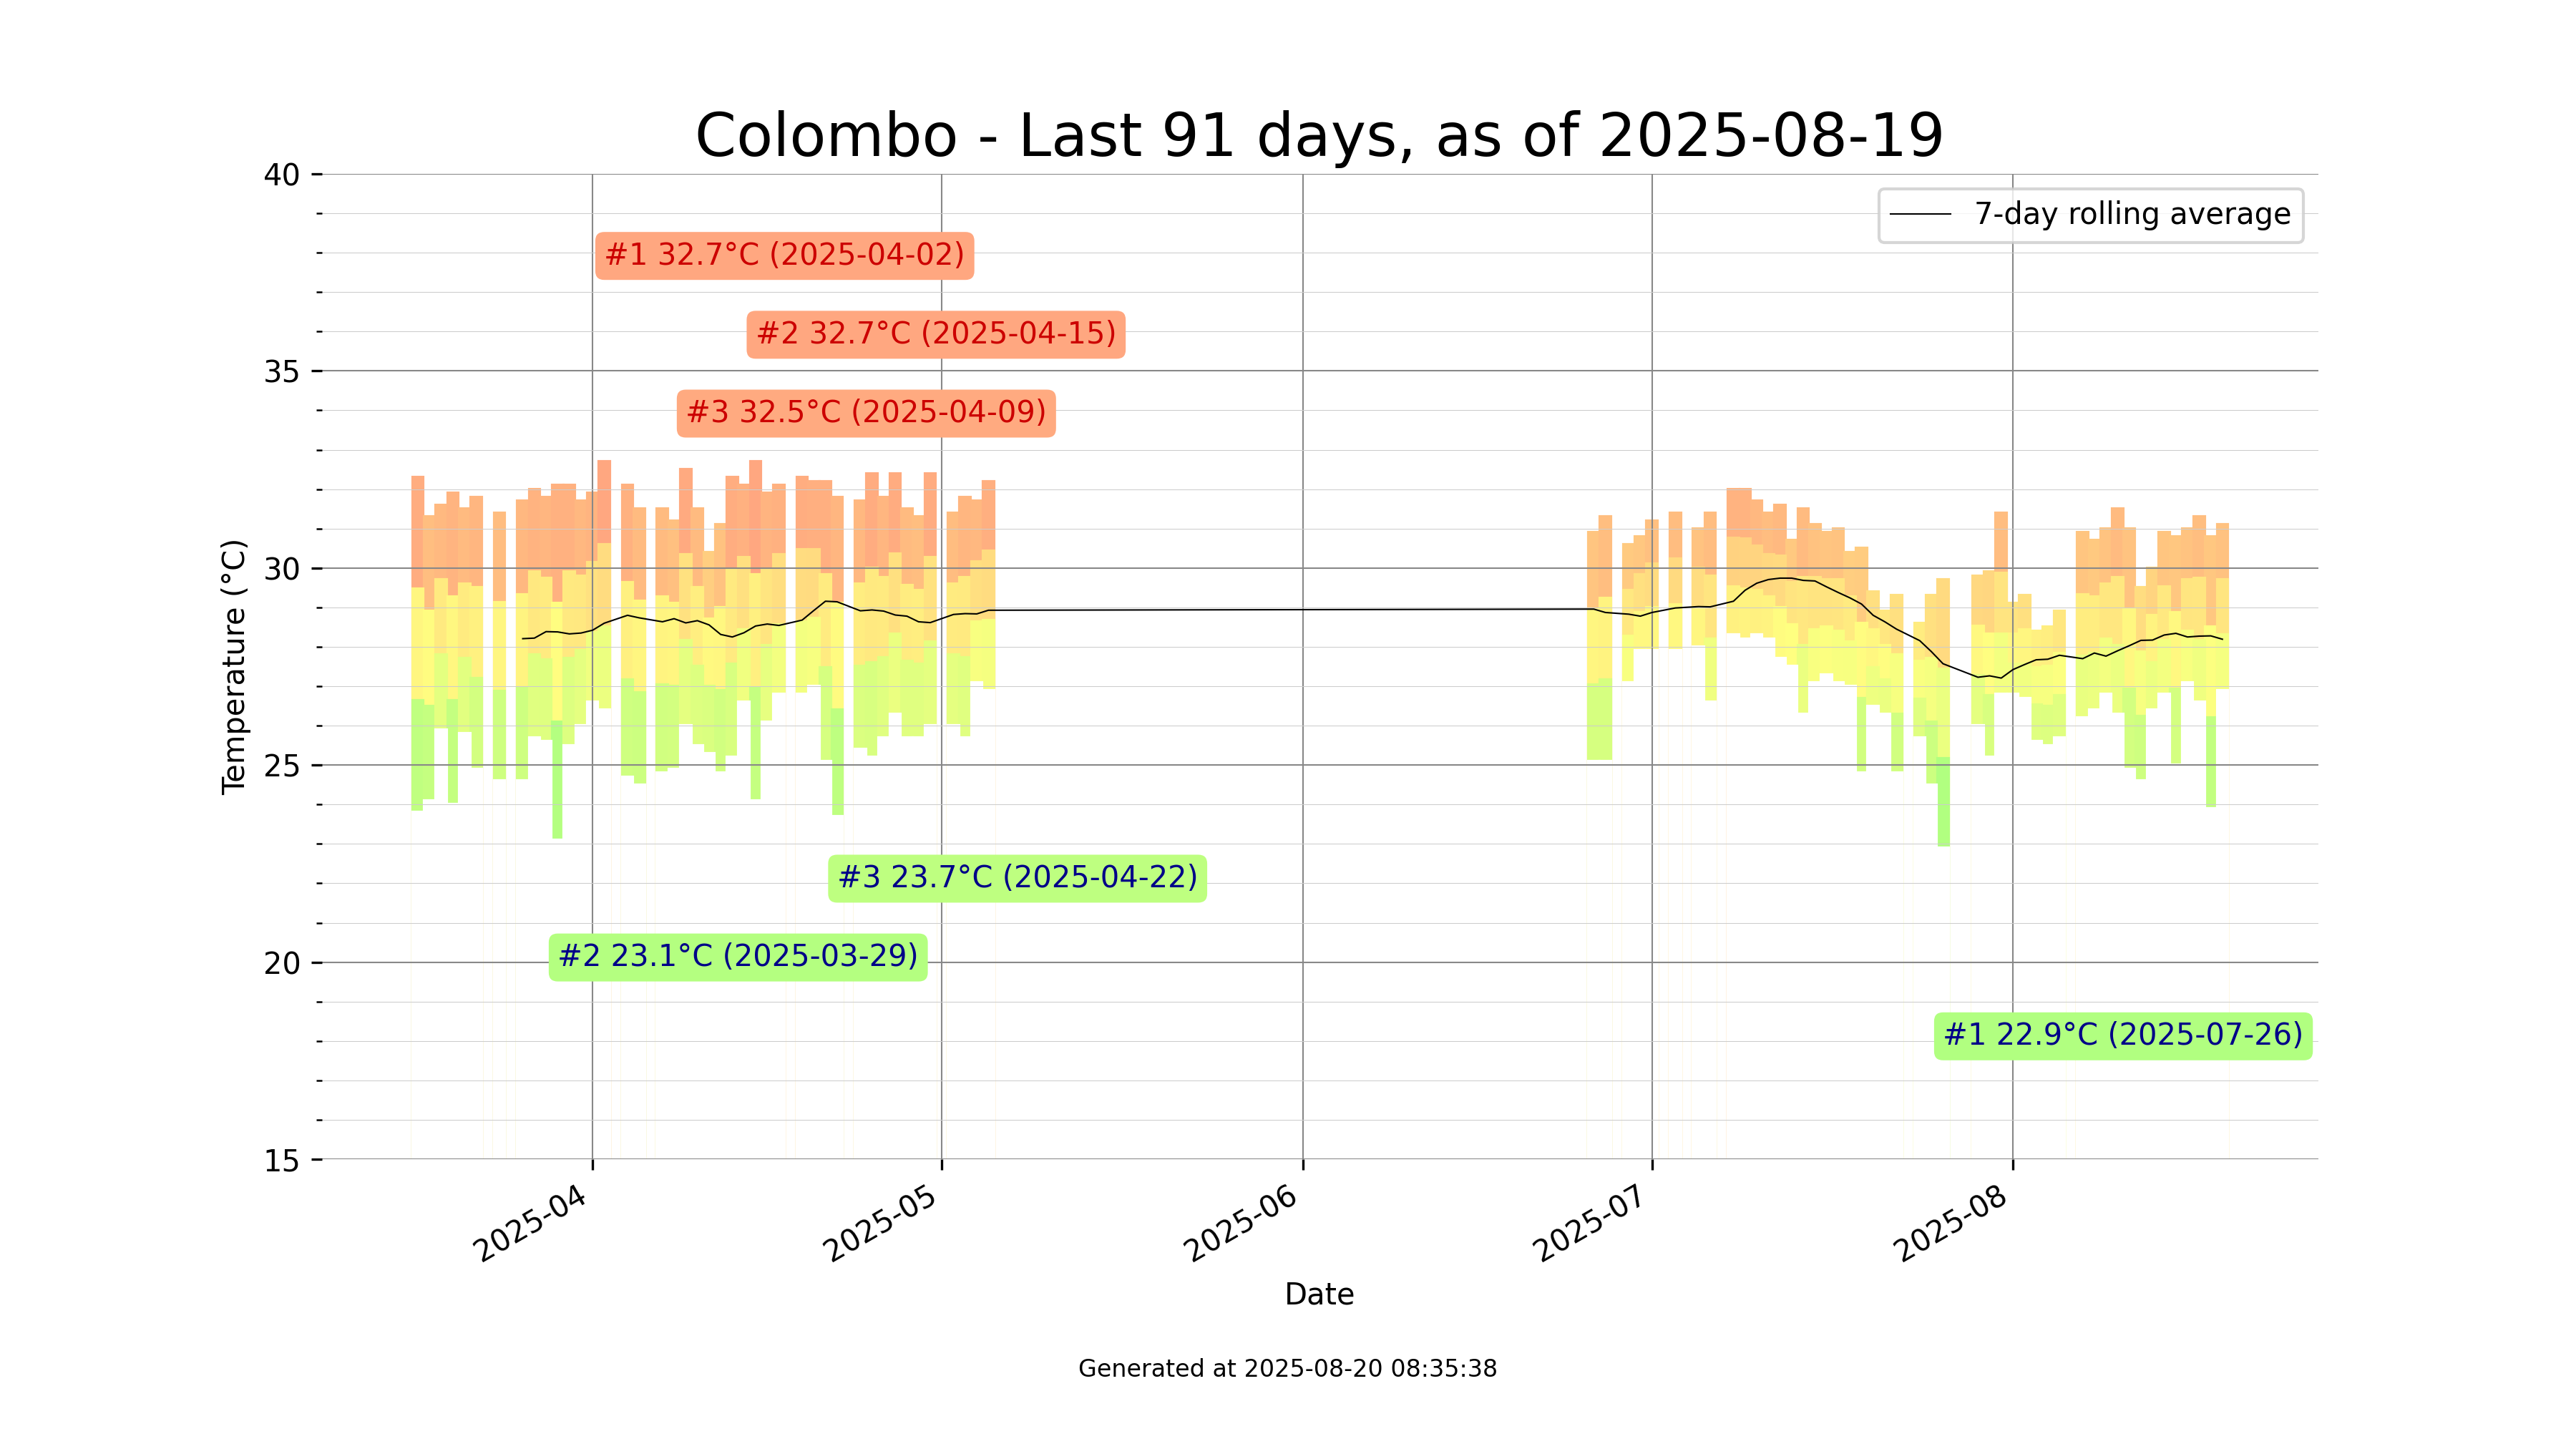 Colombo - Last 91 days, as of 2025-08-19
7-day rolling average
#1 32.7°C (2025-04-02)
#2 32.7°C (2025-04-15)
#3 32.5°C (2025-04-09)
#3 23.7°C (2025-04-22)
#2 23.1°C (2025-03-29)
#1 22.9°C (2025-07-26)
Temperature (°C)
40
35
30
25
20
15
2025-04
2025-05
2025-06
2025-07
2025-08
Date
Generated at 2025-08-20 08:35:38